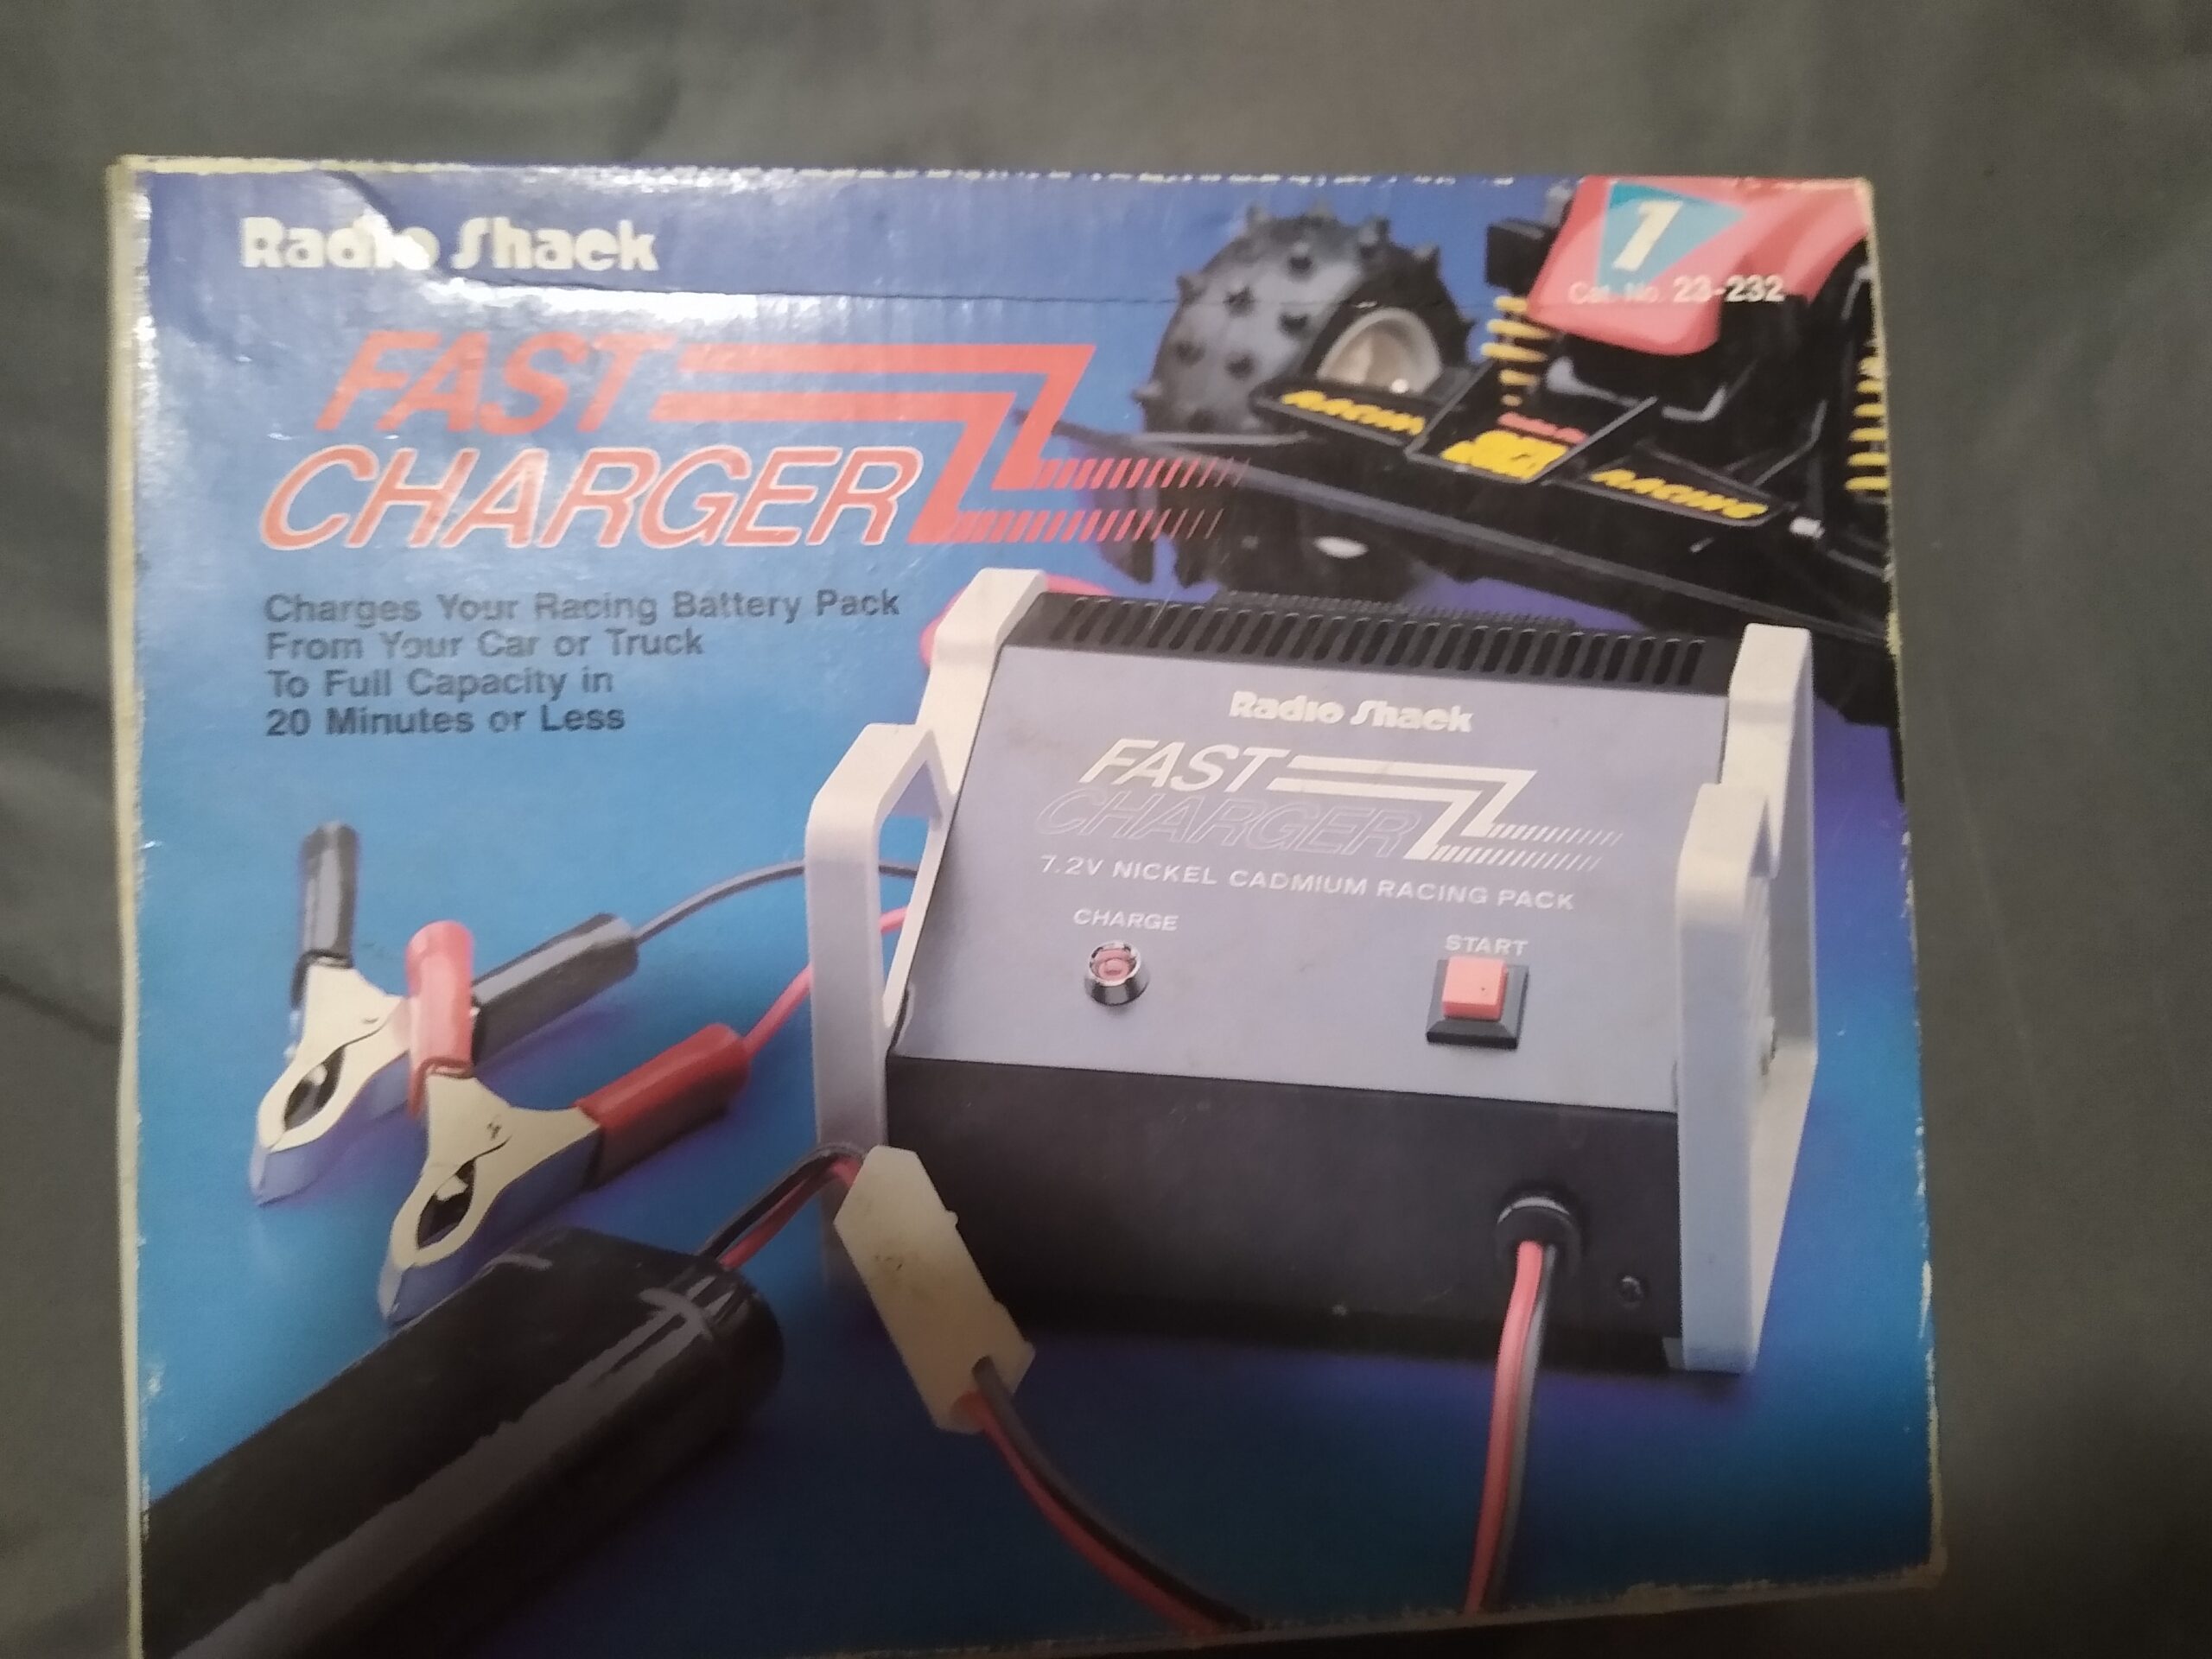 Radio Shack
1
Cat. No. 23-232
FAST
CHARGER
RACING
RACING
Charges Your Racing Battery Pack
From Your Car or Truck
To Full Capacity in
20 Minutes or Less
Radio Shack
FAST
CHARGER
7.2V NICKEL CADMIUM RACING PACK
CHARGE
START